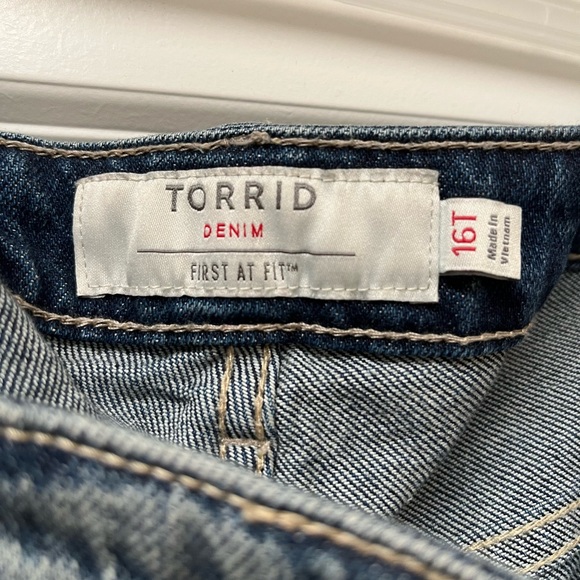 TORRID
DENIM
FIRST AT FIT™
16T
Made in
Vietnam